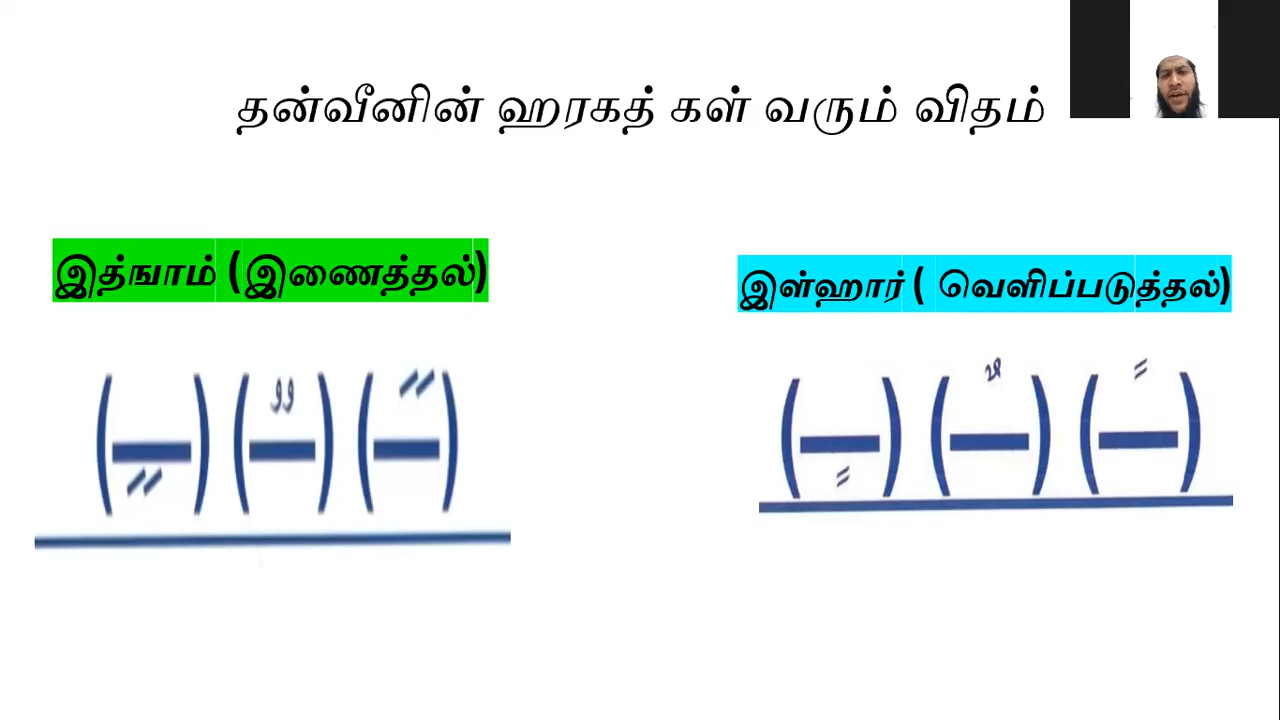 தன்வீனின் ஹரகத் கள் வரும் விதம்
இத்ஙாம் (இணைத்தல்)
இள்ஹார் ( வெளிப்படுத்தல்)